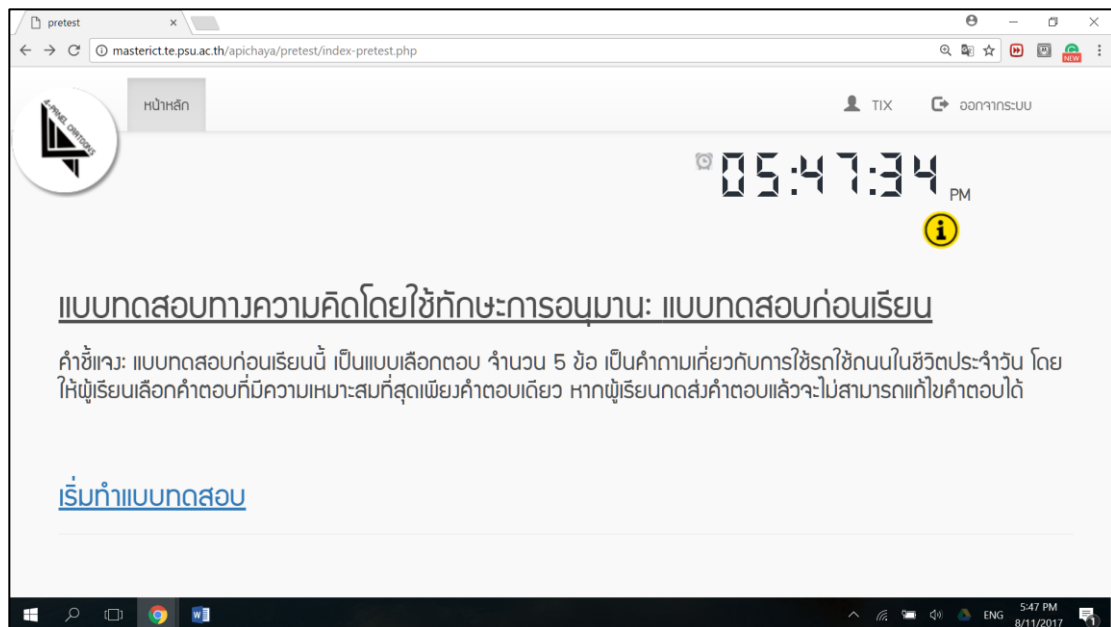 pretest
masterict.te.psu.ac.th/apichaya/pretest/index-pretest.php
NEW
4-PANEL CARTOONS
หน้าหลัก
TIX
ออกจากระบบ
05:47:34 PM
แบบทดสอบทางความคิดโดยใช้ทักษะการอนุมาน: แบบทดสอบก่อนเรียน
คำชี้แจง: แบบทดสอบก่อนเรียนนี้ เป็นแบบเลือกตอบ จำนวน 5 ข้อ เป็นคำถามเกี่ยวกับการใช้รถใช้ถนนในชีวิตประจำวัน โดย
ให้ผู้เรียนเลือกคำตอบที่มีความเหมาะสมที่สุดเพียงคำตอบเดียว หากผู้เรียนกดส่งคำตอบแล้วจะไม่สามารถแก้ไขคำตอบได้
เริ่มทำแบบทดสอบ
ENG
5:47 PM
8/11/2017